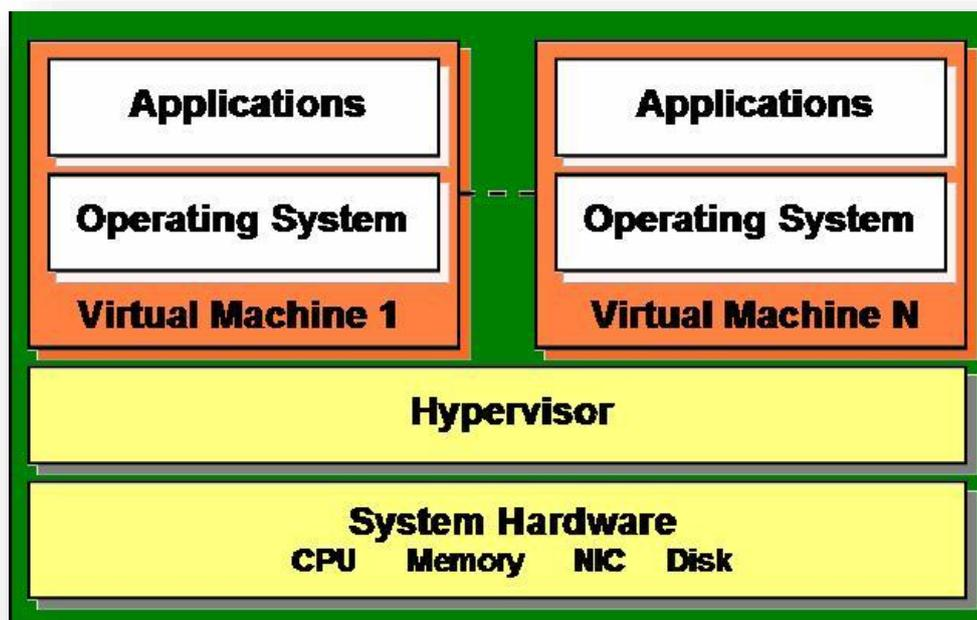 Applications
Operating System
Virtual Machine 1
Applications
Operating System
Virtual Machine N
Hypervisor
System Hardware
CPU Memory NIC Disk